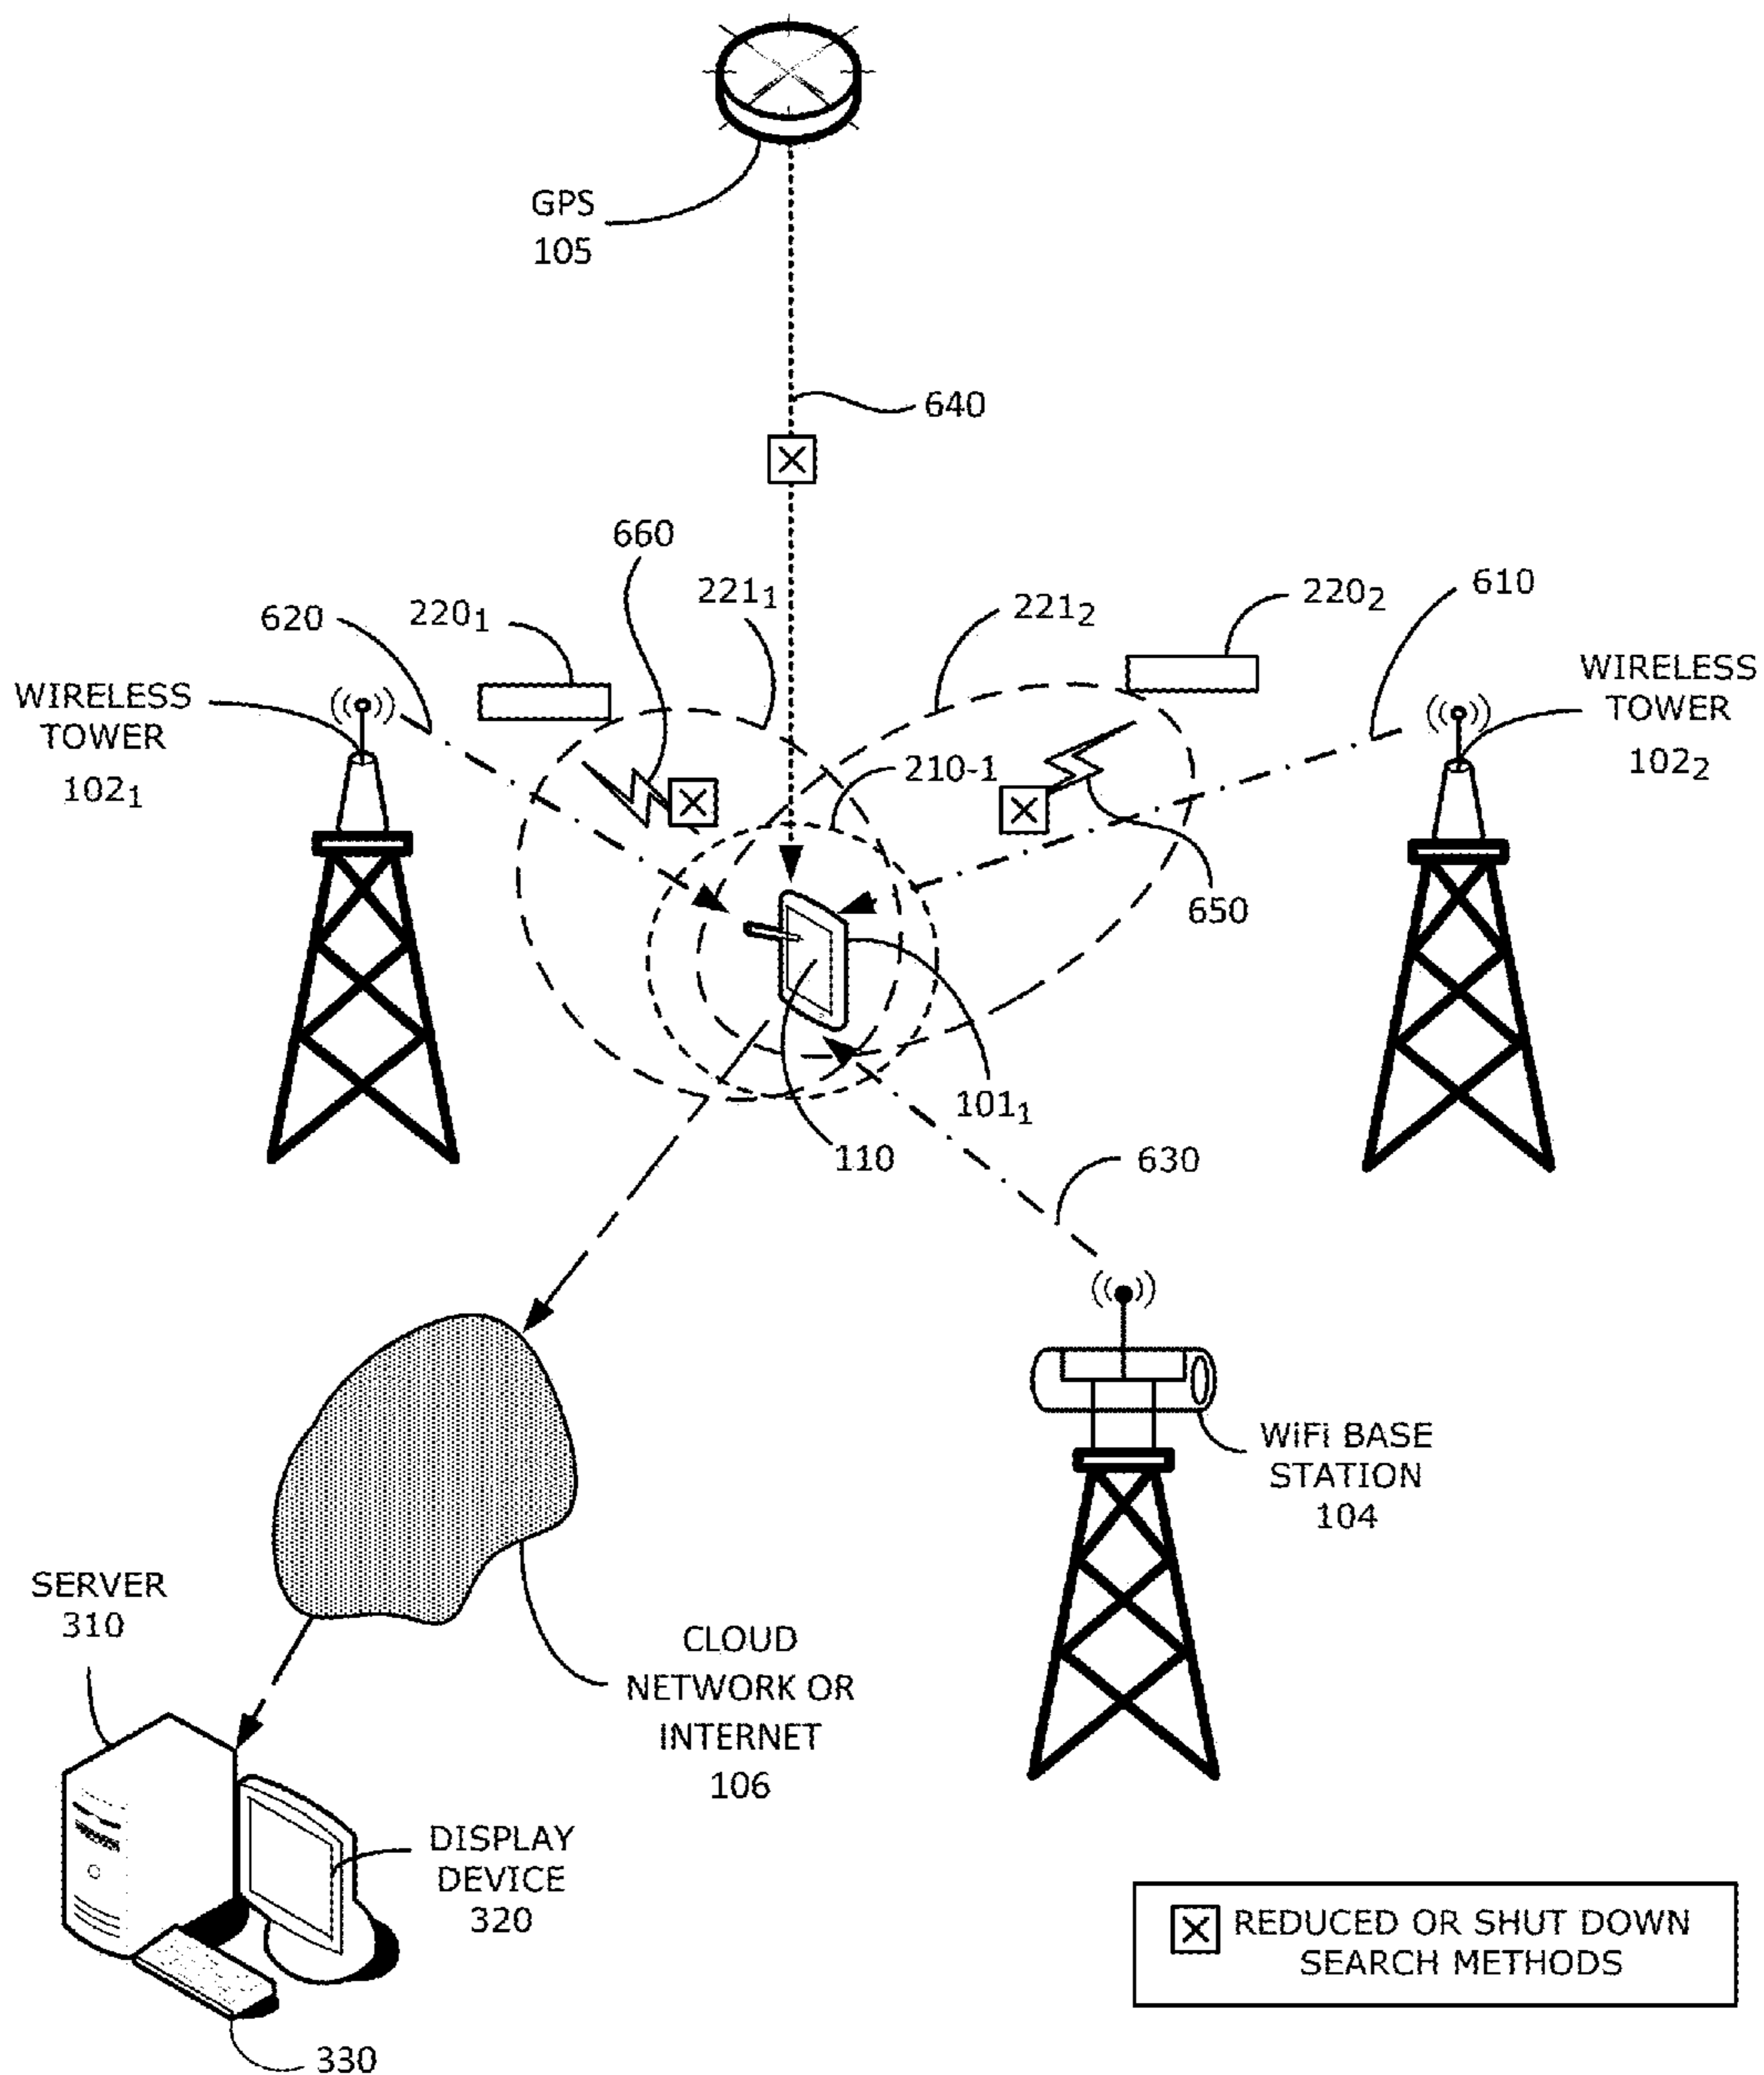 GPS
105
640
660
221₁
221₂
220₂
610
620
220₁
WIRELESS
TOWER
102₁
210-1
WIRELESS
TOWER
102₂
650
101₁
110
630
WiFi BASE
STATION
104
SERVER
310
CLOUD
NETWORK OR
INTERNET
106
DISPLAY
DEVICE
320
330
REDUCED OR SHUT DOWN
SEARCH METHODS